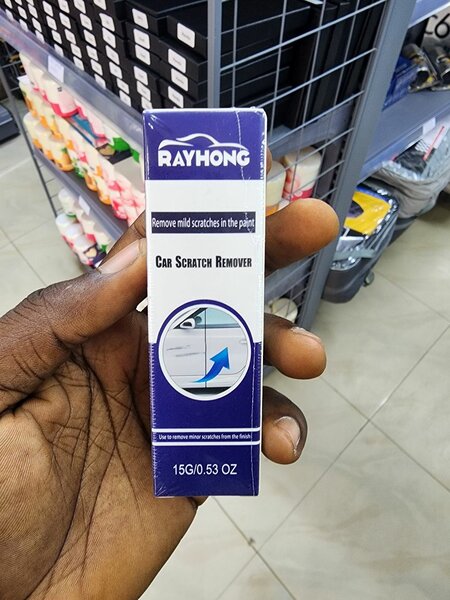 RAYHONG
Remove mild scratches in the paint
CAR SCRATCH REMOVER
Use to remove minor scratches from the finish
15G/0.53 OZ